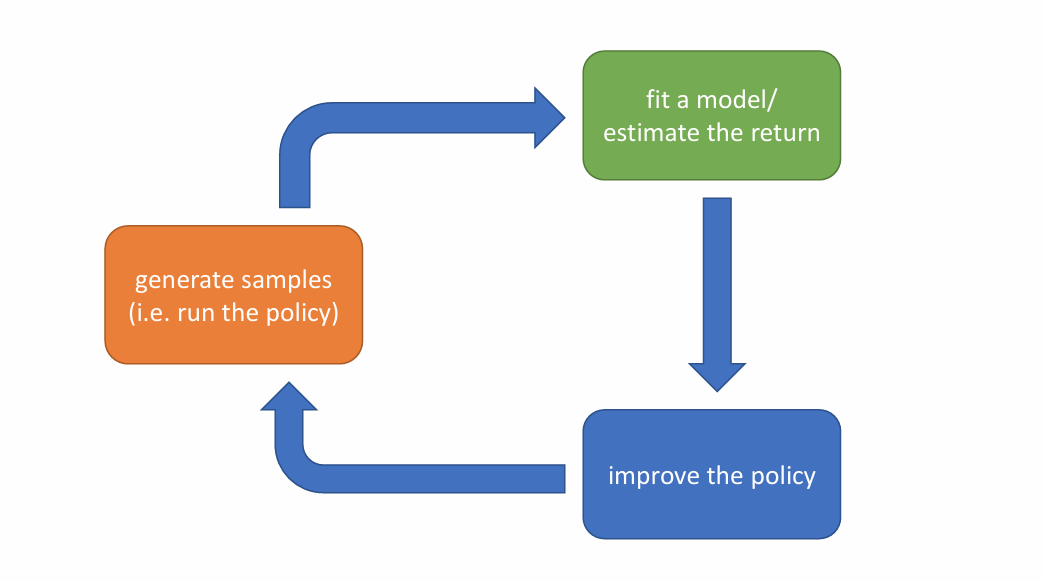 fit a model/
estimate the return
generate samples
(i.e. run the policy)
improve the policy